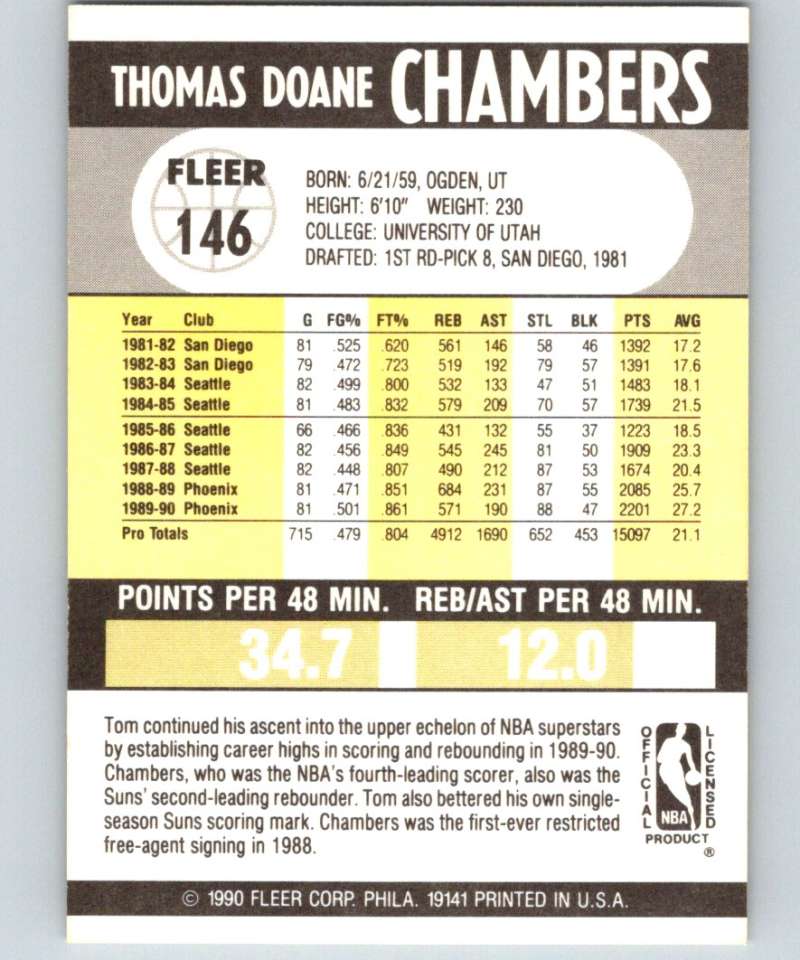 THOMAS DOANE CHAMBERS
FLEER
146
BORN: 6/21/59, OGDEN, UT
HEIGHT: 6'10" WEIGHT: 230
COLLEGE: UNIVERSITY OF UTAH
DRAFTED: 1ST RD-PICK 8, SAN DIEGO, 1981
Year Club G FG% FT% REB AST STL BLK PTS AVG
1981-82 San Diego 81 .525 .620 561 146 58 46 1392 17.2
1982-83 San Diego 79 .472 .723 519 192 79 57 1391 17.6
1983-84 Seattle 82 .499 .800 532 133 47 51 1483 18.1
1984-85 Seattle 81 .483 .832 579 209 70 57 1739 21.5
1985-86 Seattle 66 .466 .836 431 132 55 37 1223 18.5
1986-87 Seattle 82 .456 .849 545 245 81 50 1909 23.3
1987-88 Seattle 82 .448 .807 490 212 87 53 1674 20.4
1988-89 Phoenix 81 .471 .851 684 231 87 55 2085 25.7
1989-90 Phoenix 81 .501 .861 571 190 88 47 2201 27.2
Pro Totals 715 .479 .804 4912 1690 652 453 15097 21.1
POINTS PER 48 MIN. REB/AST PER 48 MIN.
34.7 12.0
Tom continued his ascent into the upper echelon of NBA superstars
by establishing career highs in scoring and rebounding in 1989-90.
Chambers, who was the NBA's fourth-leading scorer, also was the
Suns' second-leading rebounder. Tom also bettered his own single-
season Suns scoring mark. Chambers was the first-ever restricted
free-agent signing in 1988.
OFFICIAL
LICENSED
NBA
PRODUCT
®
© 1990 FLEER CORP. PHILA. 19141 PRINTED IN U.S.A.